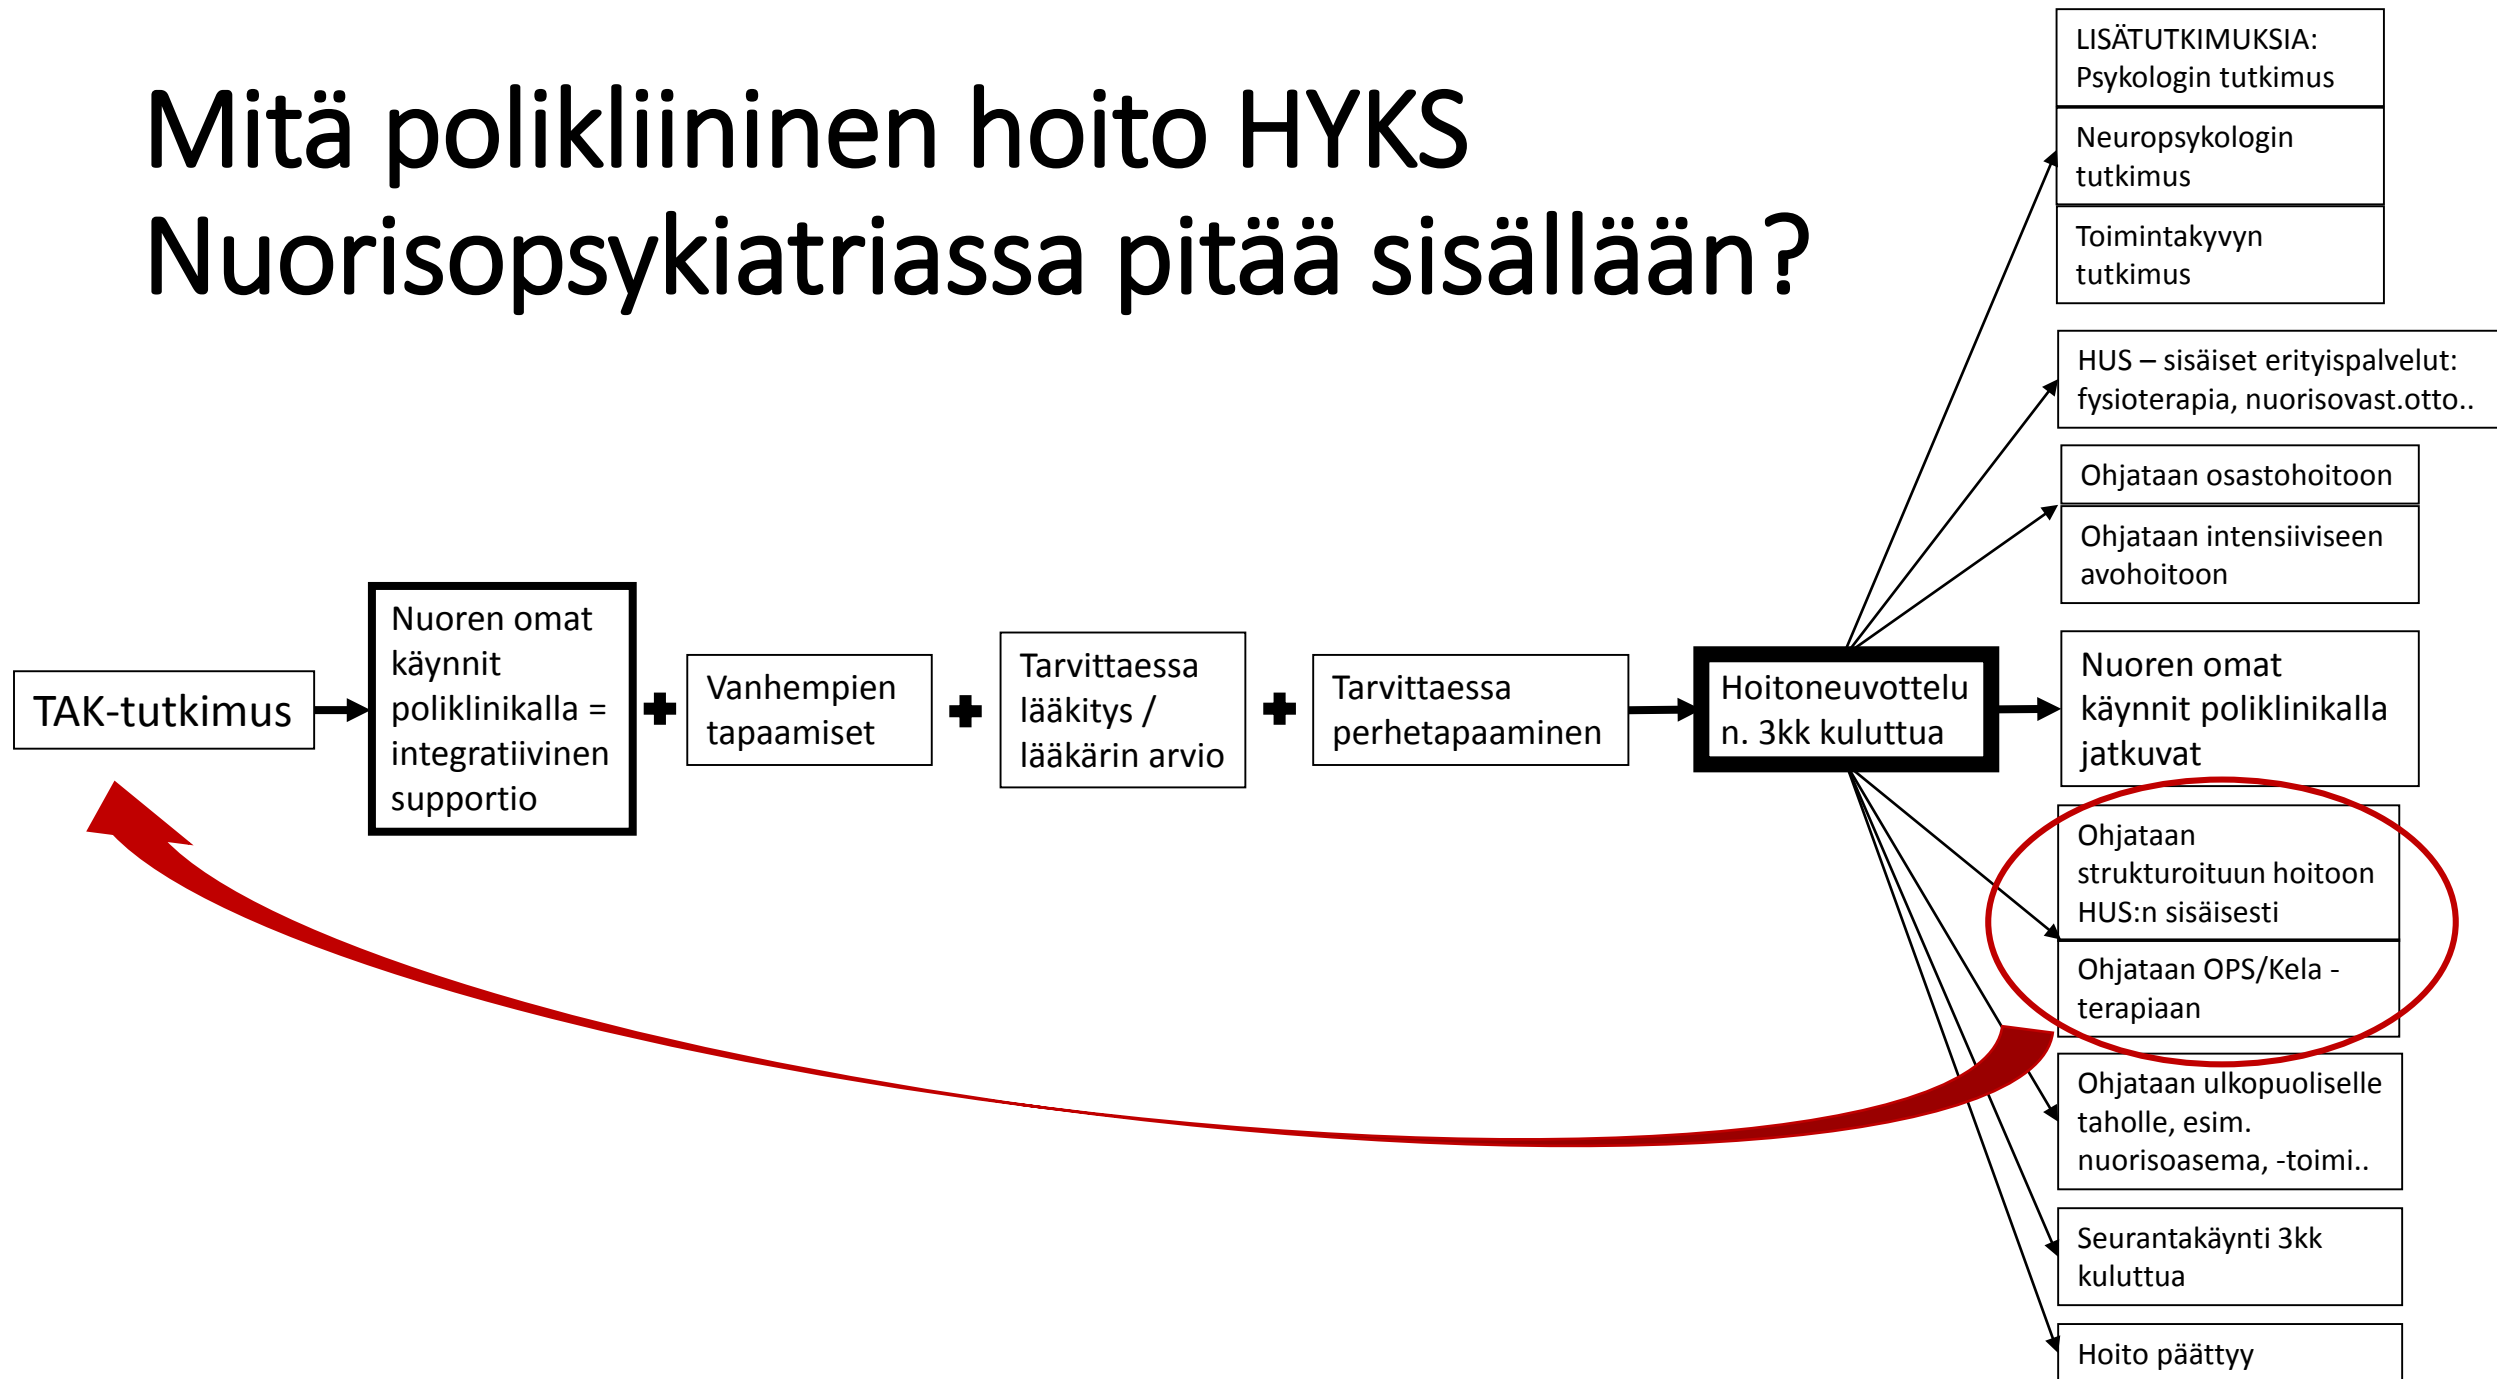 Mitä polikliininen hoito HYKS
Nuorisopsykiatriassa pitää sisällään?
TAK-tutkimus
Nuoren omat
käynnit
poliklinikalla =
integratiivinen
supportio
Vanhempien
tapaamiset
Tarvittaessa
lääkitys /
lääkärin arvio
Tarvittaessa
perhetapaaminen
Hoitoneuvottelu
n. 3kk kuluttua
LISÄTUTKIMUKSIA:
Psykologin tutkimus
Neuropsykologin
tutkimus
Toimintakyvyn
tutkimus
HUS – sisäiset erityispalvelut:
fysioterapia, nuorisovast.otto..
Ohjataan osastohoitoon
Ohjataan intensiiviseen
avohoitoon
Nuoren omat
käynnit poliklinikalla
jatkuvat
Ohjataan
strukturoituun hoitoon
HUS:n sisäisesti
Ohjataan OPS/Kela -
terapiaan
Ohjataan ulkopuoliselle
taholle, esim.
nuorisoasema, -toimi..
Seurantakäynti 3kk
kuluttua
Hoito päättyy